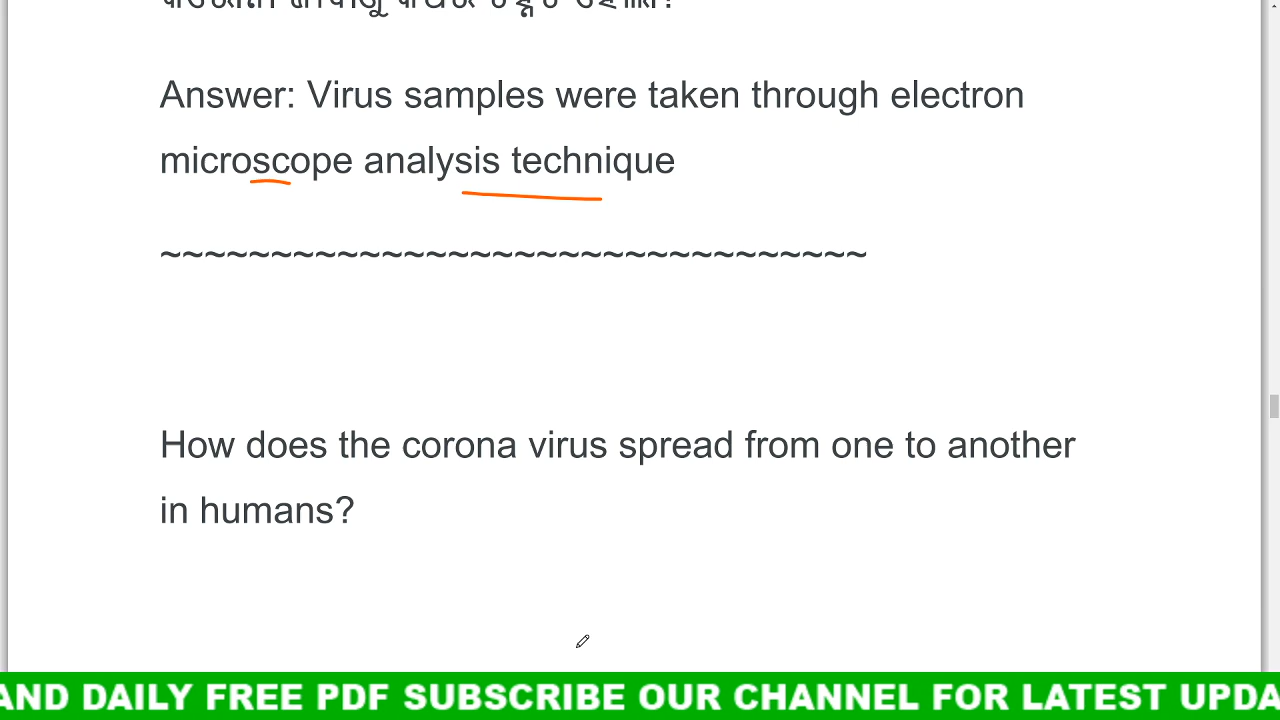 Answer: Virus samples were taken through electron
microscope analysis technique
~~~~~~~~~~~~~~~~~~~~~~~~~~~~~~~~
How does the corona virus spread from one to another
in humans?
AND DAILY FREE PDF SUBSCRIBE OUR CHANNEL FOR LATEST UPDA